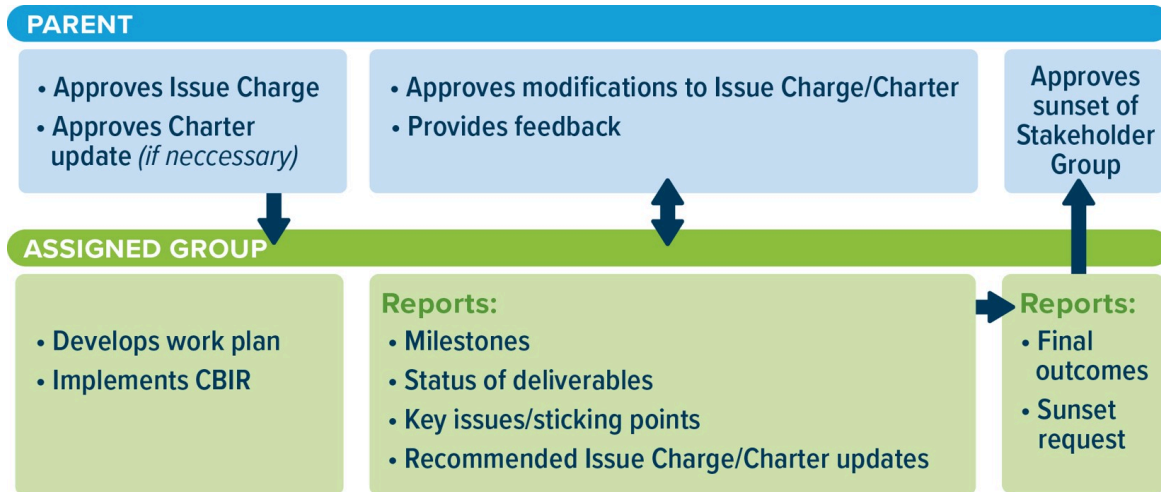 PARENT
• Approves Issue Charge
• Approves Charter
update (if neccessary)
• Approves modifications to Issue Charge/Charter
• Provides feedback
Approves
sunset of
Stakeholder
Group
ASSIGNED GROUP
• Develops work plan
• Implements CBIR
Reports:
• Milestones
• Status of deliverables
• Key issues/sticking points
• Recommended Issue Charge/Charter updates
Reports:
• Final
outcomes
• Sunset
request